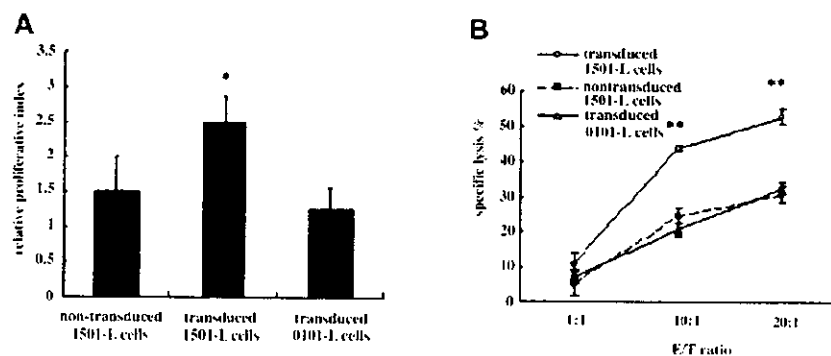 A
3.5
3
2.5
2
1.5
1
0.5
0
relative proliferative index
*
non-transduced
1501-L cells
transduced
1501-L cells
transduced
0101-L cells
B
transduced
1501-L cells
nontransduced
1501-L cells
transduced
0101-L cells
60
50
40
30
20
10
0
specific lysis %
**
**
1:1
10:1
20:1
E/T ratio